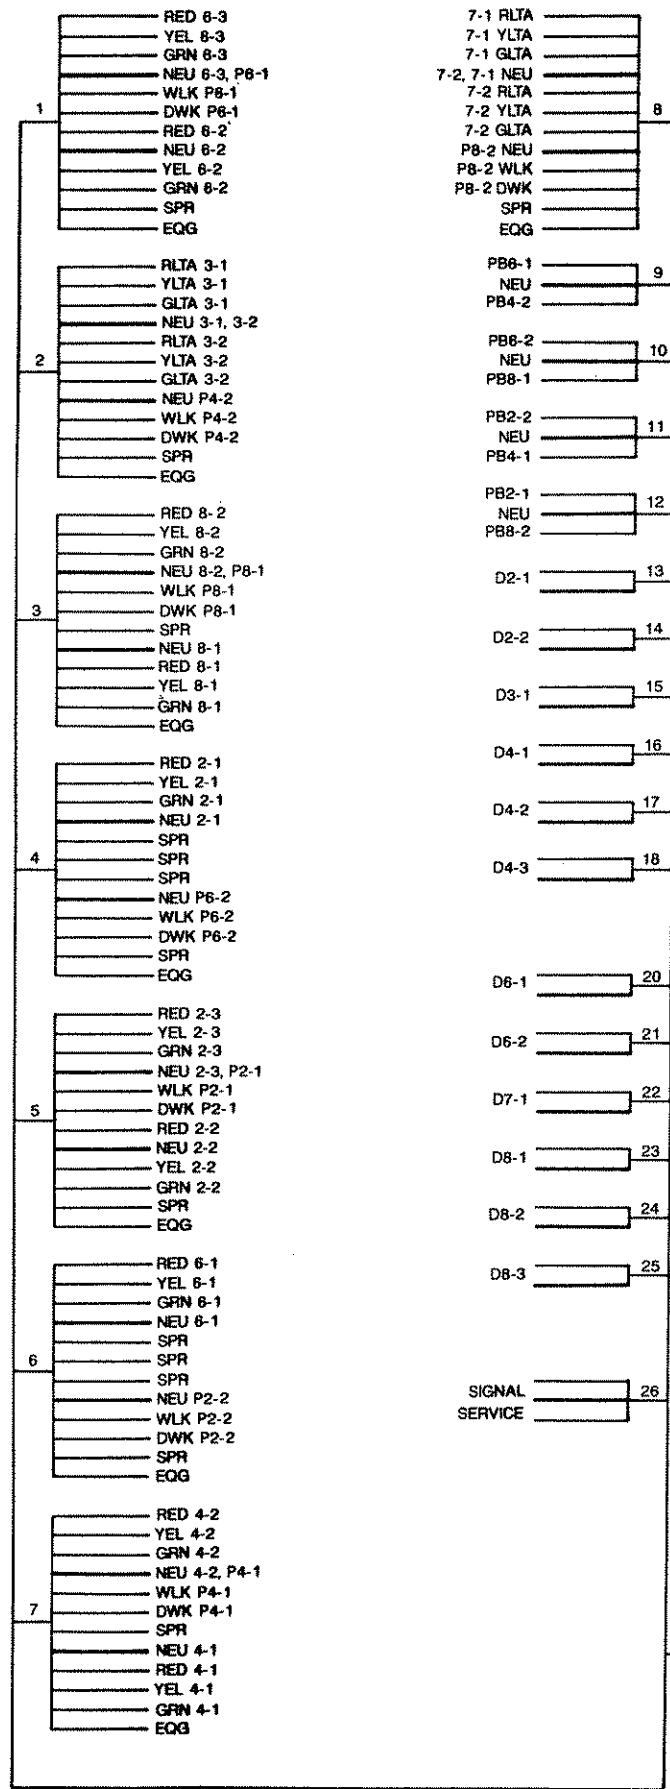 RED 6-3
YEL 6-3
GRN 6-3
NEU 6-3, P6-1
1
WLK P6-1
DWK P6-1
RED 6-2
NEU 6-2
YEL 6-2
GRN 6-2
SPR
EQG
RLTA 3-1
YLTA 3-1
GLTA 3-1
NEU 3-1, 3-2
RLTA 3-2
2
YLTA 3-2
GLTA 3-2
NEU P4-2
WLK P4-2
DWK P4-2
SPR
EQG
RED 8-2
YEL 8-2
GRN 8-2
NEU 8-2, P8-1
WLK P8-1
3
DWK P8-1
SPR
NEU 8-1
RED 8-1
YEL 8-1
GRN 8-1
EQG
RED 2-1
YEL 2-1
GRN 2-1
NEU 2-1
SPR
4
SPR
SPR
NEU P6-2
WLK P6-2
DWK P6-2
SPR
EQG
RED 2-3
YEL 2-3
GRN 2-3
NEU 2-3, P2-1
WLK P2-1
5
DWK P2-1
RED 2-2
NEU 2-2
YEL 2-2
GRN 2-2
SPR
EQG
RED 6-1
YEL 6-1
GRN 6-1
NEU 6-1
SPR
6
SPR
SPR
NEU P2-2
WLK P2-2
DWK P2-2
SPR
EQG
RED 4-2
YEL 4-2
GRN 4-2
NEU 4-2, P4-1
WLK P4-1
7
DWK P4-1
SPR
NEU 4-1
RED 4-1
YEL 4-1
GRN 4-1
EQG
7-1 RLTA
7-1 YLTA
7-1 GLTA
7-2, 7-1 NEU
7-2 RLTA
8
7-2 YLTA
7-2 GLTA
P8-2 NEU
P8-2 WLK
P8-2 DWK
SPR
EQG
PB6-1
9
NEU
PB4-2
PB6-2
10
NEU
PB8-1
PB2-2
11
NEU
PB4-1
PB2-1
12
NEU
PB8-2
D2-1 13
D2-2 14
D3-1 15
D4-1 16
D4-2 17
D4-3 18
D6-1 20
D6-2 21
D7-1 22
D8-1 23
D8-2 24
D8-3 25
SIGNAL 26
SERVICE